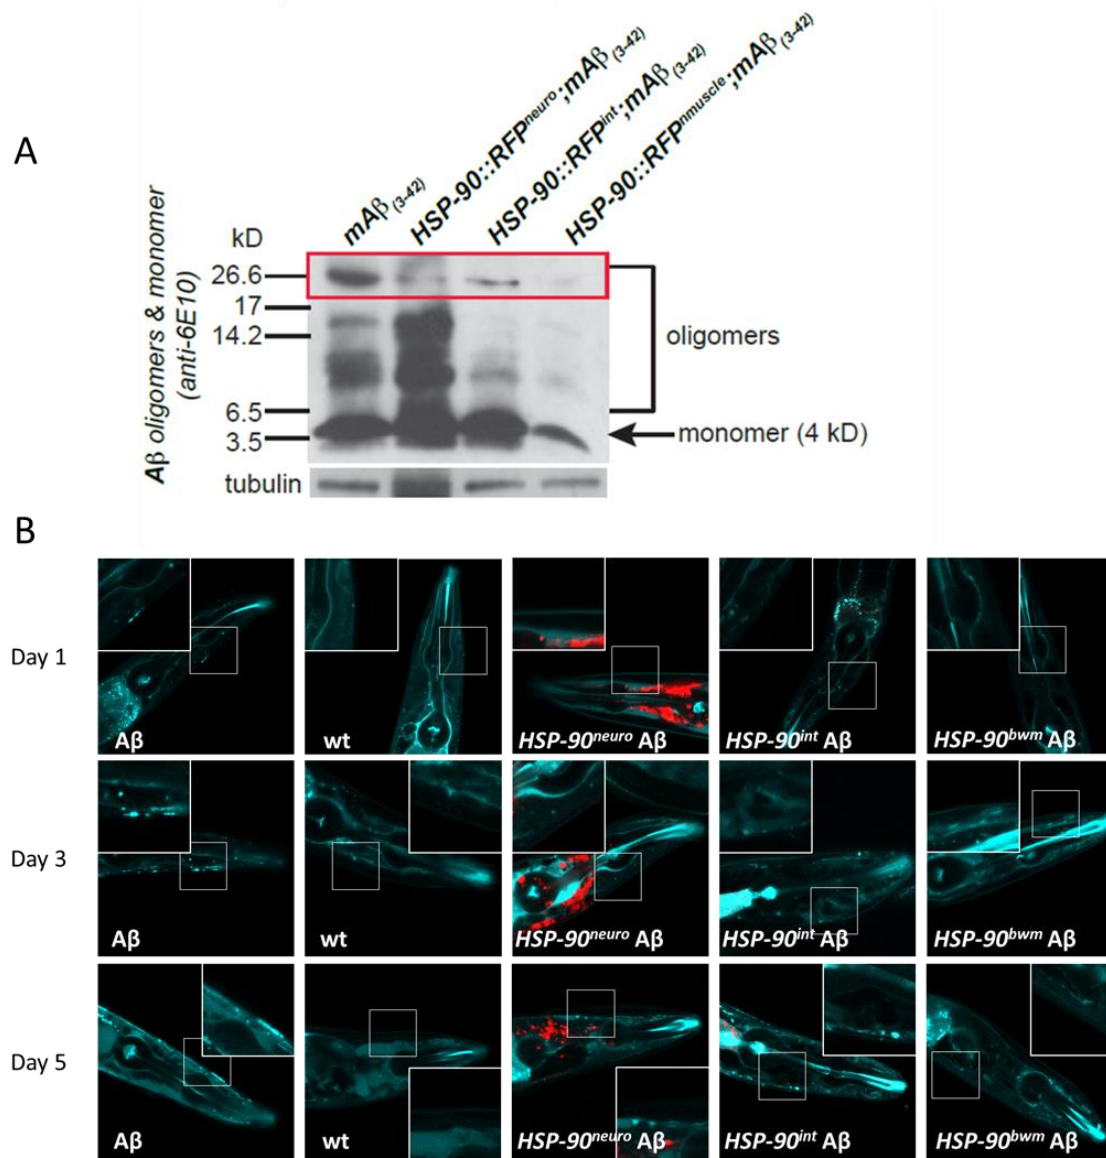 A
Aβ oligomers & monomer
(anti-6E10)
kD
26.6
17
14.2
6.5
3.5
mAβ(3-42)
HSP-90::RFPneuro;mAβ(3-42)
HSP-90::RFPint;mAβ(3-42)
HSP-90::RFPnmuscle;mAβ(3-42)
oligomers
monomer (4 kD)
tubulin
B
Day 1
Aβ
wt
HSP-90neuro Aβ
HSP-90int Aβ
HSP-90bwm Aβ
Day 3
Aβ
wt
HSP-90neuro Aβ
HSP-90int Aβ
HSP-90bwm Aβ
Day 5
Aβ
wt
HSP-90neuro Aβ
HSP-90int Aβ
HSP-90bwm Aβ